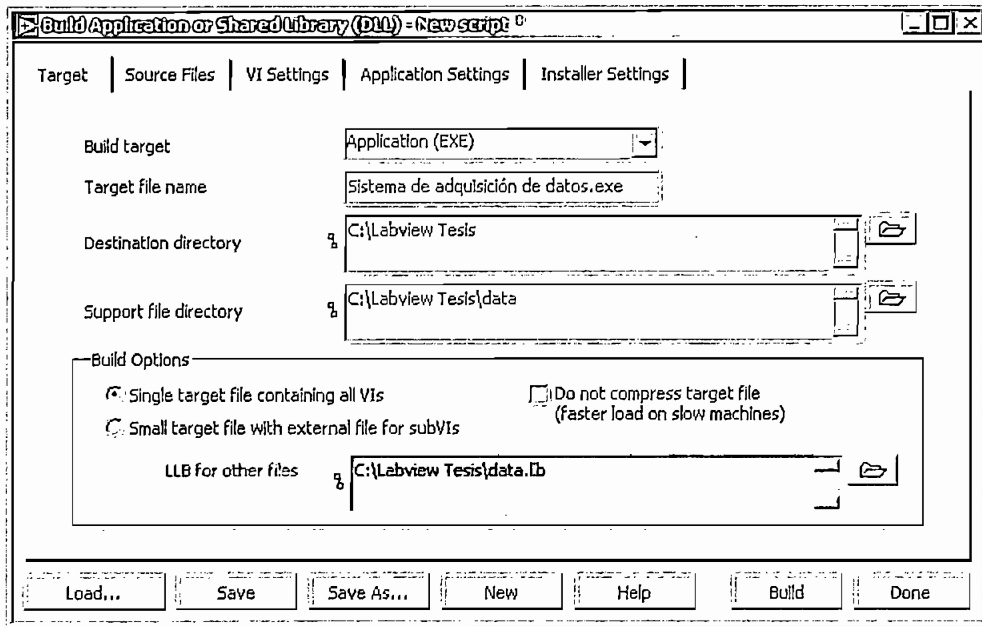 Build Application or Shared Library (DLL) - New script
Target Source Files VI Settings Application Settings Installer Settings
Build target Application (EXE)
Target file name Sistema de adquisición de datos.exe
Destination directory C:\Labview Tesis
Support file directory C:\Labview Tesis\data
Build Options
Single target file containing all VIs
Do not compress target file
(faster load on slow machines)
Small target file with external file for subVIs
LLB for other files C:\Labview Tesis\data.llb
Load... Save Save As... New Help Build Done